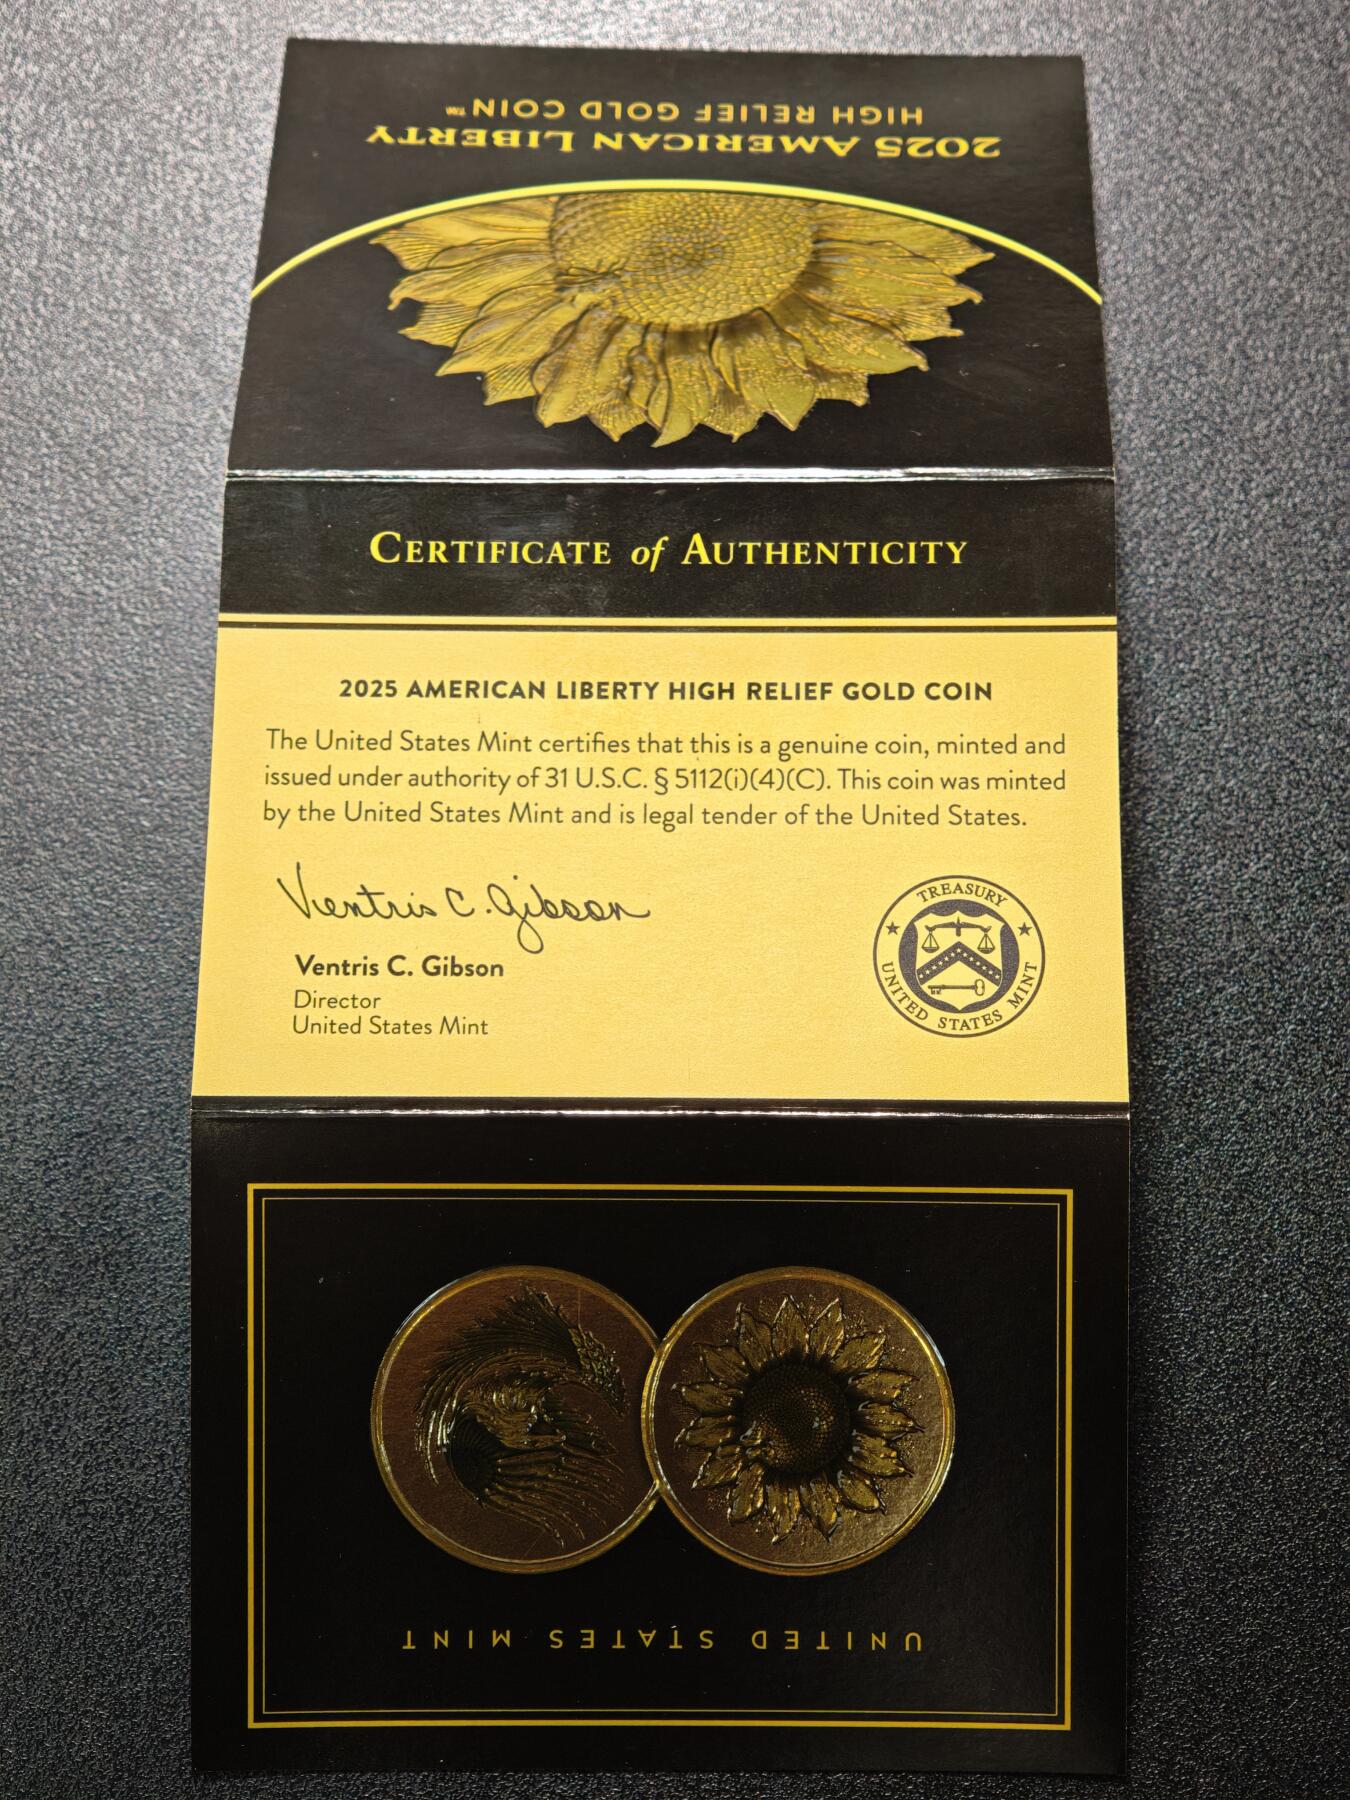 2025 AMERICAN LIBERTY
HIGH RELIEF GOLD COIN™
CERTIFICATE of AUTHENTICITY
2025 AMERICAN LIBERTY HIGH RELIEF GOLD COIN
The United States Mint certifies that this is a genuine coin, minted and
issued under authority of 31 U.S.C. § 5112(i)(4)(C). This coin was minted
by the United States Mint and is legal tender of the United States.
Ventris C. Gibson
Ventris C. Gibson
Director
United States Mint
TREASURY
UNITED STATES MINT
UNITED STATES MINT